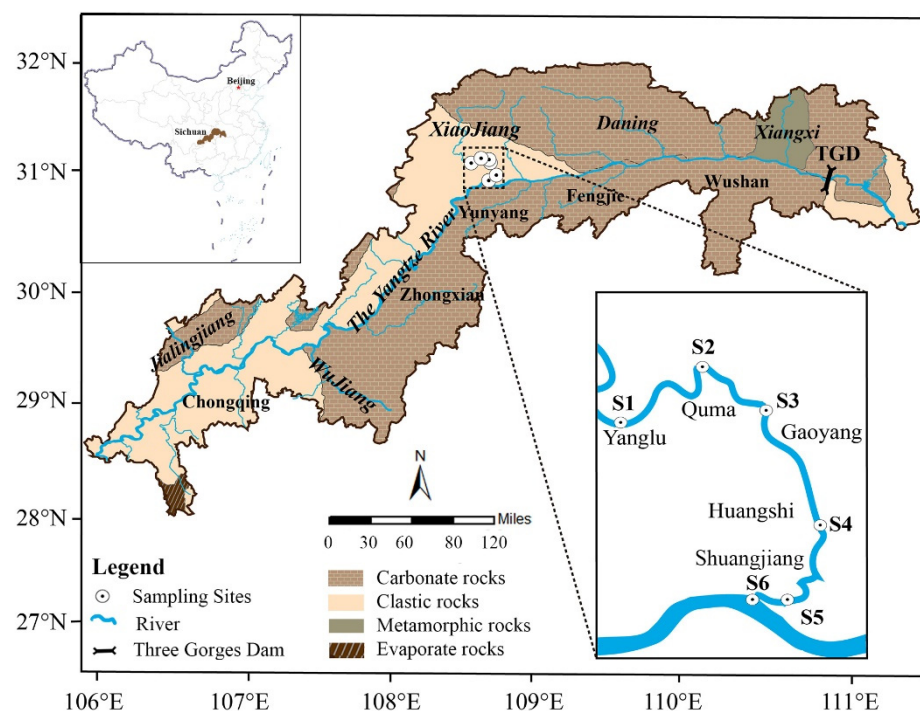 32°N
31°N
30°N
29°N
28°N
27°N
106°E
107°E
108°E
109°E
110°E
111°E
Beijing
Sichuan
XiaoJiang
Daning
Xiangxi
TGD
Wushan
Fengjie
Yunyang
The Yangtze River
Zhongxian
Jialingjiang
WuJiang
Chongqing
N
Miles
0 30 60 90 120
Legend
Sampling Sites
River
Three Gorges Dam
Carbonate rocks
Clastic rocks
Metamorphic rocks
Evaporate rocks
S1
Yanglu
S2
Quma
S3
Gaoyang
Huangshi
S4
Shuangjiang
S6
S5